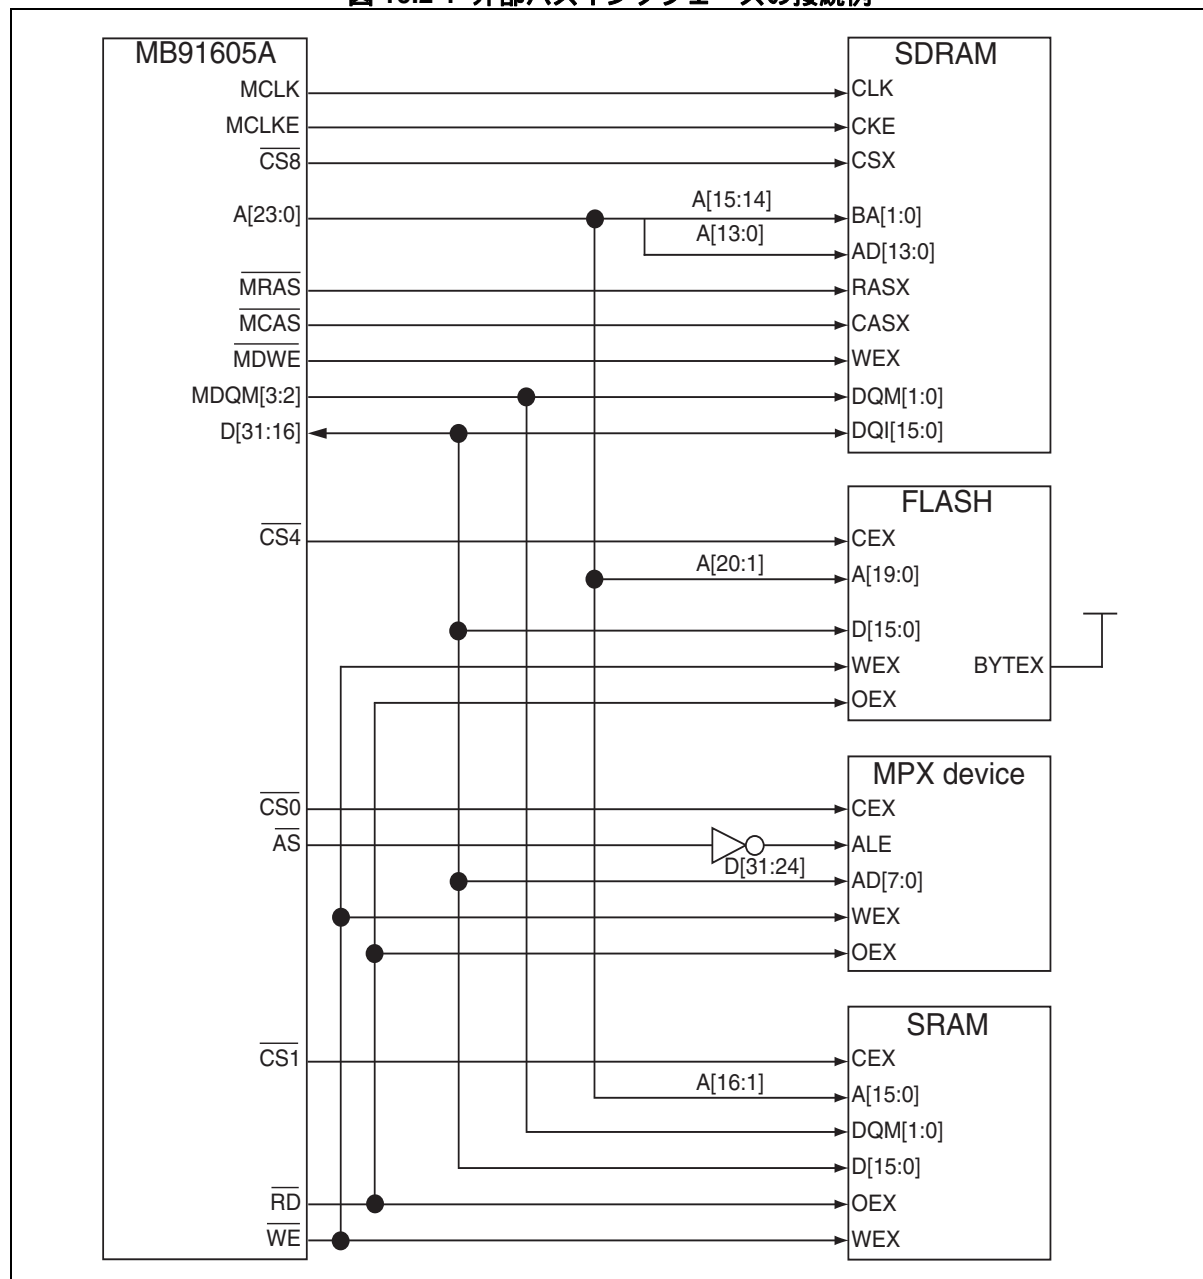 MB91605A
MCLK
MCLKE
CS8
A[23:0]
MRAS
MCAS
MDWE
MDQM[3:2]
D[31:16]
CS4
CS0
AS
CS1
RD
WE
A[15:14]
A[13:0]
A[20:1]
D[31:24]
A[16:1]
SDRAM
CLK
CKE
CSX
BA[1:0]
AD[13:0]
RASX
CASX
WEX
DQM[1:0]
DQI[15:0]
FLASH
CEX
A[19:0]
D[15:0]
WEX BYTEX
OEX
MPX device
CEX
ALE
AD[7:0]
WEX
OEX
SRAM
CEX
A[15:0]
DQM[1:0]
D[15:0]
OEX
WEX